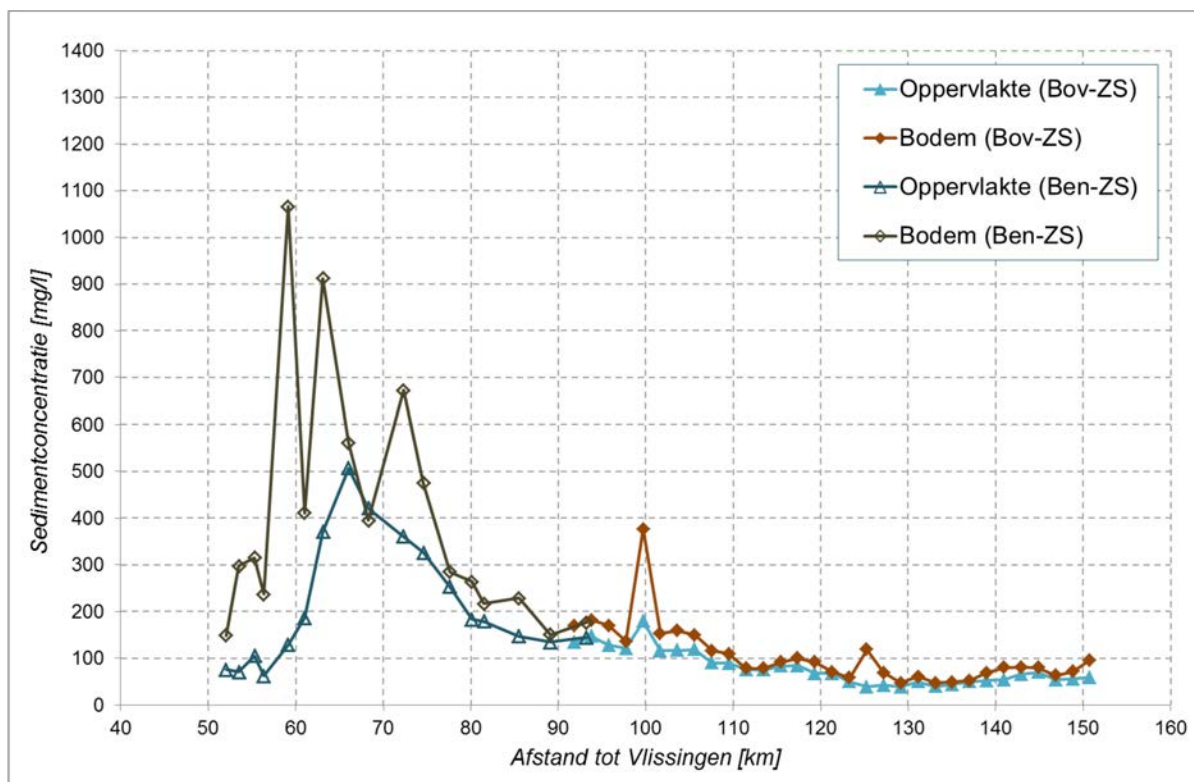 1400
1300
1200
1100
1000
900
800
700
600
500
400
300
200
100
0
Sedimentconcentratie [mg/l]
Oppervlakte (Bov-ZS)
Bodem (Bov-ZS)
Oppervlakte (Ben-ZS)
Bodem (Ben-ZS)
40 50 60 70 80 90 100 110 120 130 140 150 160
Afstand tot Vlissingen [km]